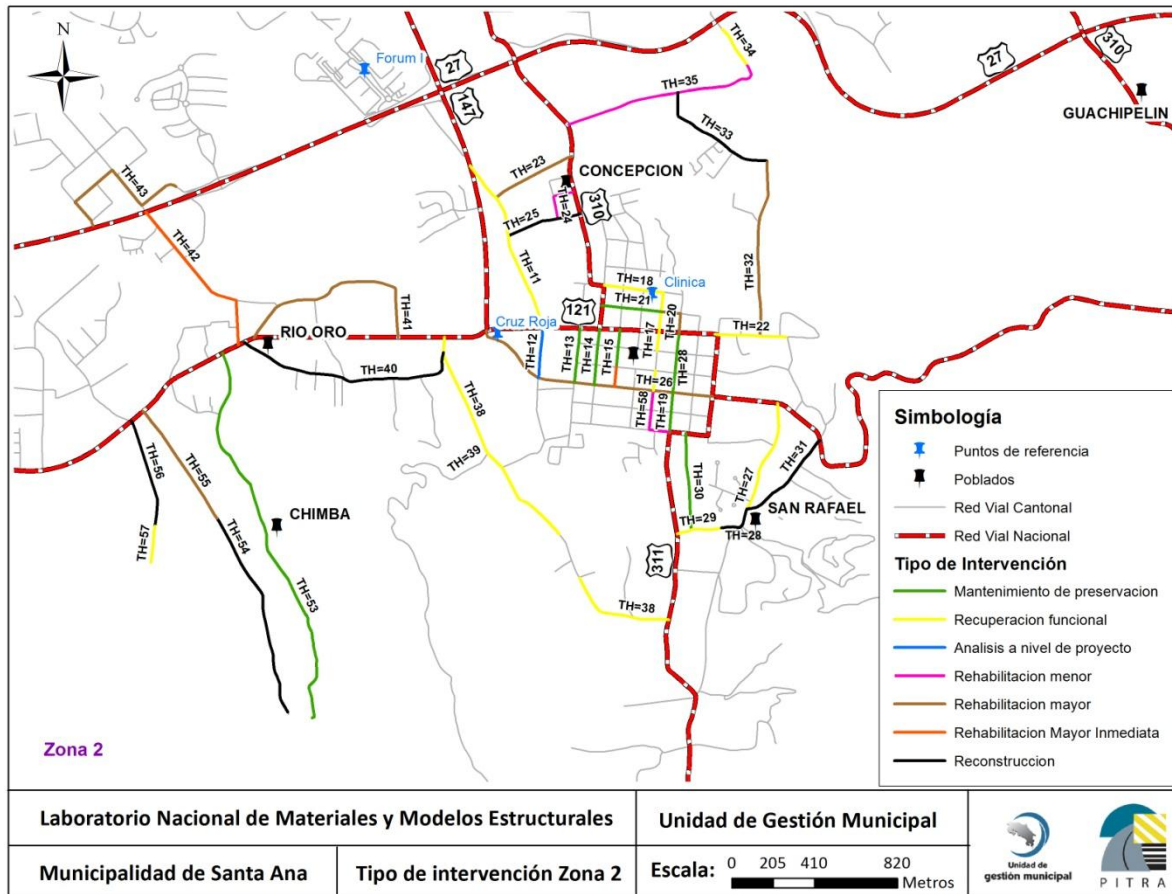 N
Forum I
27
147
TH=34
TH=35
27
310
GUACHIPELIN
TH=33
TH=23
CONCEPCION
TH=43
TH=24
TH=25
310
TH=42
TH=11
TH=32
TH=18
Clinica
TH=21
TH=20
121
TH=41
RIO ORO
Cruz Roja
TH=12
TH=13
TH=14
TH=15
TH=17
TH=22
TH=28
TH=40
TH=26
TH=38
TH=58
TH=19
TH=39
TH=56
TH=55
TH=30
TH=27
TH=31
CHIMBA
SAN RAFAEL
TH=29
TH=28
TH=57
TH=54
311
TH=53
TH=38
Zona 2
Simbología
Puntos de referencia
Poblados
Red Vial Cantonal
Red Vial Nacional
Tipo de Intervención
Mantenimiento de preservacion
Recuperacion funcional
Analisis a nivel de proyecto
Rehabilitacion menor
Rehabilitacion mayor
Rehabilitacion Mayor Inmediata
Reconstruccion
Laboratorio Nacional de Materiales y Modelos Estructurales
Unidad de Gestión Municipal
Municipalidad de Santa Ana
Tipo de intervención Zona 2
Escala: 0 205 410 820
Metros
Unidad de
gestión municipal
PITRA